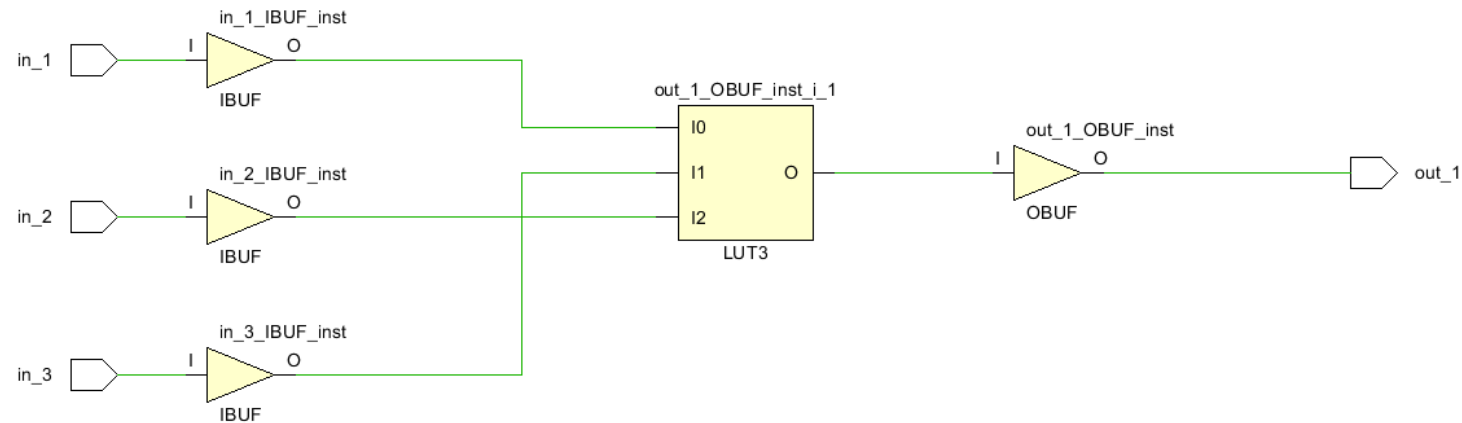 in_1_IBUF_inst
in_1
I
O
IBUF
out_1_OBUF_inst_i_1
I0
I1
I2
O
LUT3
out_1_OBUF_inst
I
O
OBUF
out_1
in_2_IBUF_inst
in_2
I
O
IBUF
in_3_IBUF_inst
in_3
I
O
IBUF